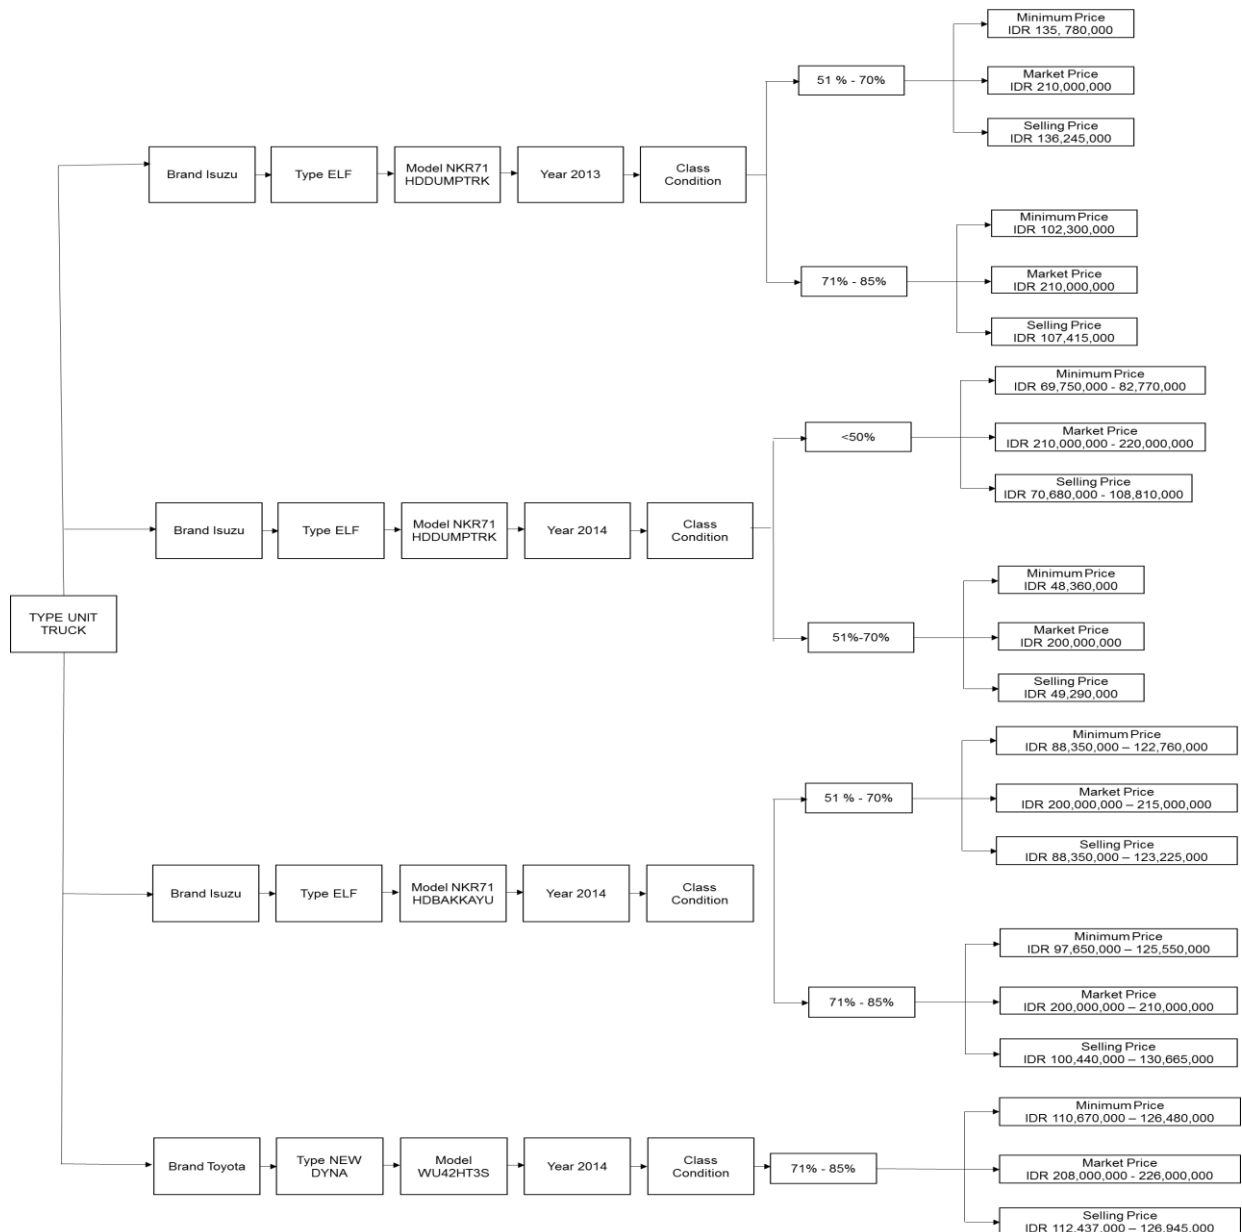 TYPE UNIT
TRUCK
Brand Isuzu
Type ELF
Model NKR71
HDDUMPTRK
Year 2013
Class
Condition
51 % - 70%
Minimum Price
IDR 135, 780,000
Market Price
IDR 210,000,000
Selling Price
IDR 136,245,000
71% - 85%
Minimum Price
IDR 102,300,000
Market Price
IDR 210,000,000
Selling Price
IDR 107,415,000
Brand Isuzu
Type ELF
Model NKR71
HDDUMPTRK
Year 2014
Class
Condition
<50%
Minimum Price
IDR 69,750,000 - 82,770,000
Market Price
IDR 210,000,000 - 220,000,000
Selling Price
IDR 70,680,000 - 108,810,000
51%-70%
Minimum Price
IDR 48,360,000
Market Price
IDR 200,000,000
Selling Price
IDR 49,290,000
Brand Isuzu
Type ELF
Model NKR71
HDBAKKAYU
Year 2014
Class
Condition
51 % - 70%
Minimum Price
IDR 88,350,000 – 122,760,000
Market Price
IDR 200,000,000 – 215,000,000
Selling Price
IDR 88,350,000 – 123,225,000
71% - 85%
Minimum Price
IDR 97,650,000 – 125,550,000
Market Price
IDR 200,000,000 – 210,000,000
Selling Price
IDR 100,440,000 – 130,665,000
Brand Toyota
Type NEW
DYNA
Model
WU42HT3S
Year 2014
Class
Condition
71% - 85%
Minimum Price
IDR 110,670,000 – 126,480,000
Market Price
IDR 208,000,000 - 226,000,000
Selling Price
IDR 112,437,000 – 126,945,000